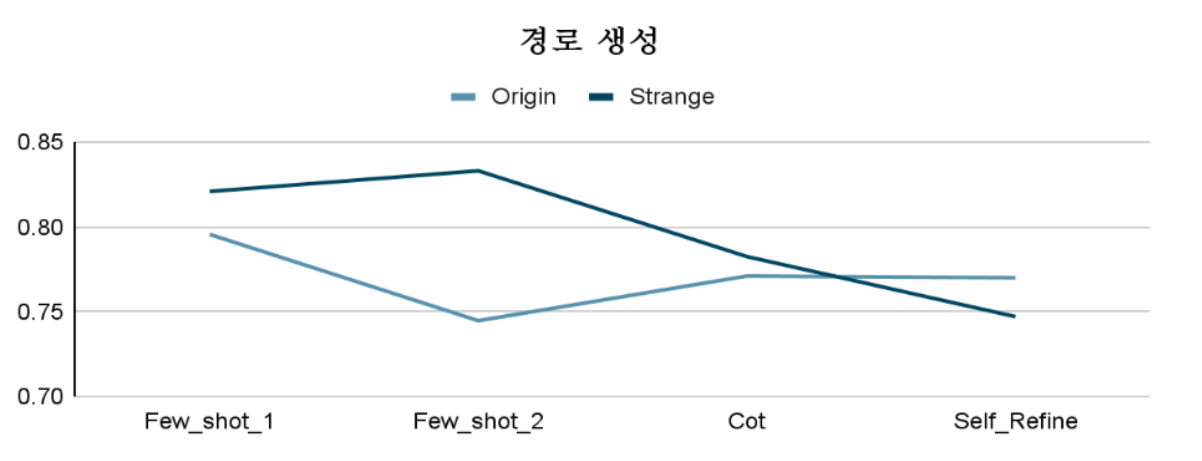 경로 생성
Origin Strange
0.85
0.80
0.75
0.70
Few_shot_1 Few_shot_2 Cot Self_Refine